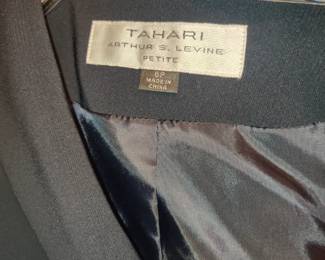 TAHARI
ARTHUR S. LEVINE
PETITE
6P
MADE IN
CHINA